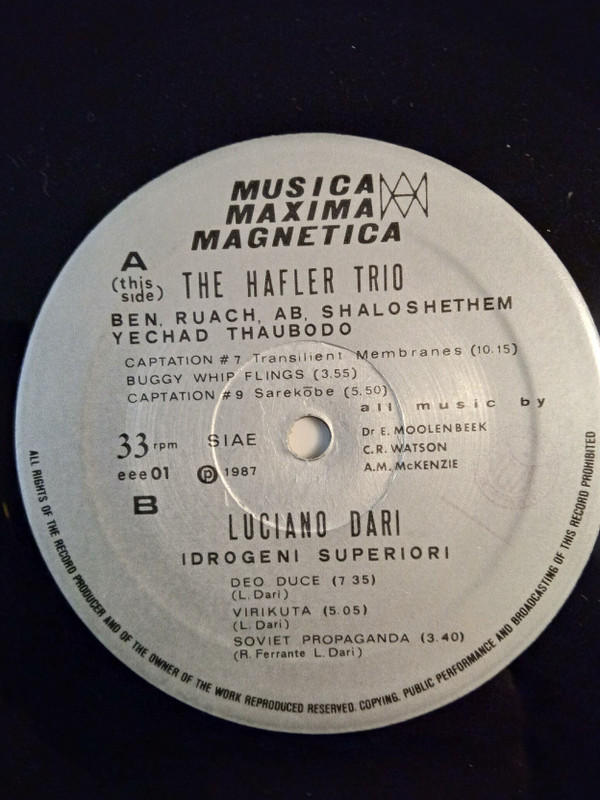 MUSICA
MAXIMA
MAGNETICA
A
(this
side)
THE HAFLER TRIO
BEN, RUACH, AB, SHALOSHETHEM
YECHAD THAUBODO
CAPTATION # 7 Transilient Membranes (10.15)
BUGGY WHIP FLINGS (3.55)
CAPTATION # 9 Sarekōbe (5.50)
all music by
Dr E. MOOLENBEEK
C.R. WATSON
A.M. McKENZIE
33 rpm SIAE
eee 01 ℗ 1987
B
LUCIANO DARI
IDROGENI SUPERIORI
DEO DUCE (7 35)
(L. Dari)
VIRIKUTA (5.05)
(L. Dari)
SOVIET PROPAGANDA (3.40)
(R. Ferrante L. Dari)
ALL RIGHTS OF THE RECORD PRODUCER AND OF THE OWNER OF THE WORK REPRODUCED RESERVED. COPYING, PUBLIC PERFORMANCE AND BROADCASTING OF THIS RECORD PROHIBITED